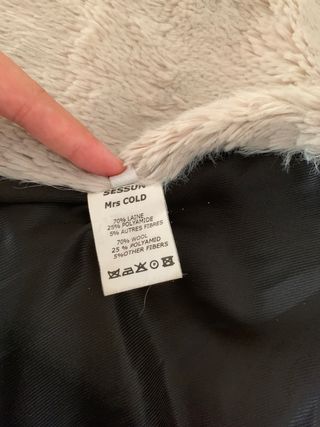 SESSUN
Mrs COLD
70% LAINE
25% POLYAMIDE
5% AUTRES FIBRES
70% WOOL
25 % POLYAMID
5%OTHER FIBERS